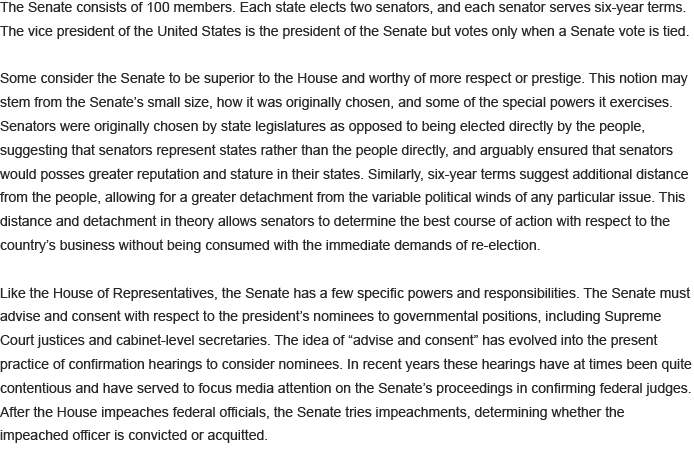 The Senate consists of 100 members. Each state elects two senators, and each senator serves six-year terms.
The vice president of the United States is the president of the Senate but votes only when a Senate vote is tied.
Some consider the Senate to be superior to the House and worthy of more respect or prestige. This notion may
stem from the Senate’s small size, how it was originally chosen, and some of the special powers it exercises.
Senators were originally chosen by state legislatures as opposed to being elected directly by the people,
suggesting that senators represent states rather than the people directly, and arguably ensured that senators
would posses greater reputation and stature in their states. Similarly, six-year terms suggest additional distance
from the people, allowing for a greater detachment from the variable political winds of any particular issue. This
distance and detachment in theory allows senators to determine the best course of action with respect to the
country’s business without being consumed with the immediate demands of re-election.
Like the House of Representatives, the Senate has a few specific powers and responsibilities. The Senate must
advise and consent with respect to the president’s nominees to governmental positions, including Supreme
Court justices and cabinet-level secretaries. The idea of “advise and consent” has evolved into the present
practice of confirmation hearings to consider nominees. In recent years these hearings have at times been quite
contentious and have served to focus media attention on the Senate’s proceedings in confirming federal judges.
After the House impeaches federal officials, the Senate tries impeachments, determining whether the
impeached officer is convicted or acquitted.